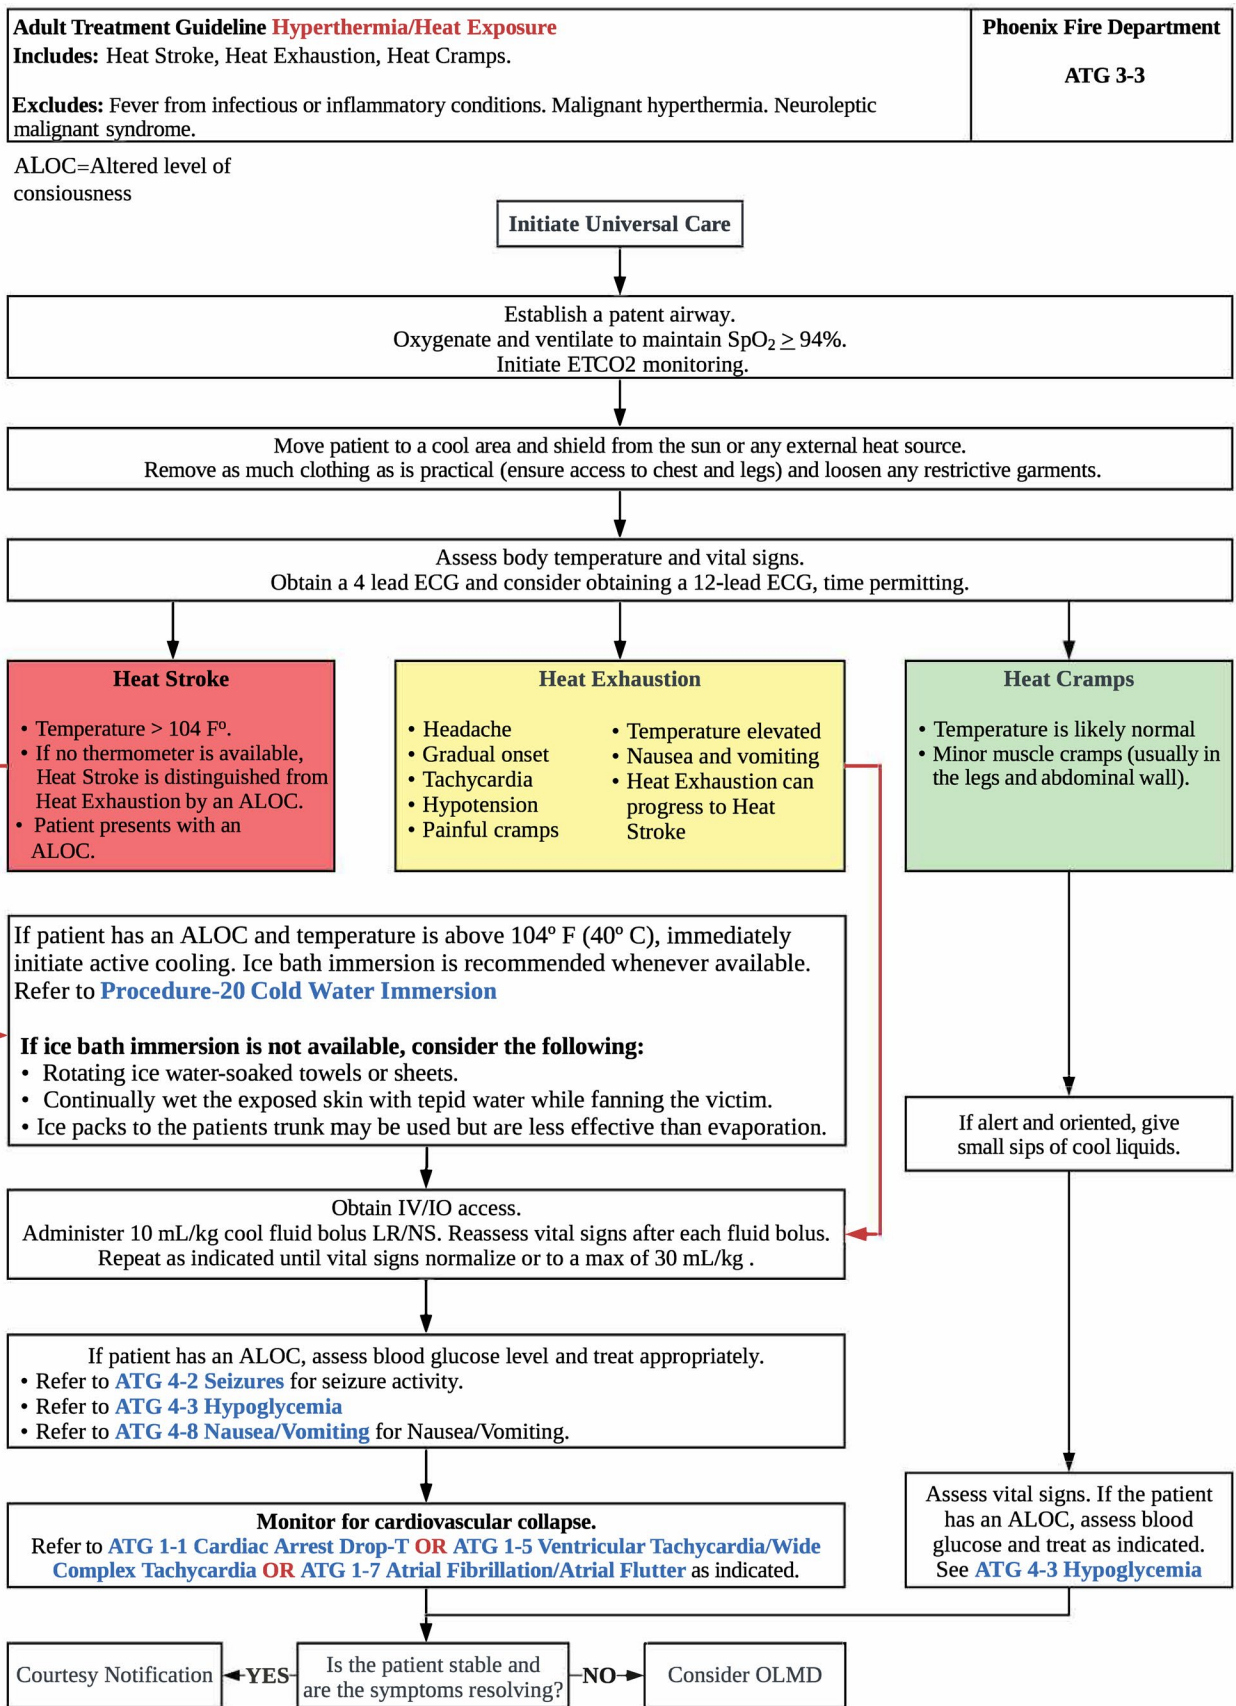 Adult Treatment Guideline Hyperthermia/Heat Exposure
Includes: Heat Stroke, Heat Exhaustion, Heat Cramps.
Excludes: Fever from infectious or inflammatory conditions. Malignant hyperthermia. Neuroleptic
malignant syndrome.
Phoenix Fire Department
ATG 3-3
ALOC=Altered level of
consiousness
Initiate Universal Care
Establish a patent airway.
Oxygenate and ventilate to maintain SpO₂ ≥ 94%.
Initiate ETCO2 monitoring.
Move patient to a cool area and shield from the sun or any external heat source.
Remove as much clothing as is practical (ensure access to chest and legs) and loosen any restrictive garments.
Assess body temperature and vital signs.
Obtain a 4 lead ECG and consider obtaining a 12-lead ECG, time permitting.
Heat Stroke
• Temperature > 104 Fº.
• If no thermometer is available,
Heat Stroke is distinguished from
Heat Exhaustion by an ALOC.
• Patient presents with an
ALOC.
Heat Exhaustion
• Headache
• Gradual onset
• Tachycardia
• Hypotension
• Painful cramps
• Temperature elevated
• Nausea and vomiting
• Heat Exhaustion can
progress to Heat
Stroke
Heat Cramps
• Temperature is likely normal
• Minor muscle cramps (usually in
the legs and abdominal wall).
If patient has an ALOC and temperature is above 104º F (40º C), immediately
initiate active cooling. Ice bath immersion is recommended whenever available.
Refer to Procedure-20 Cold Water Immersion
If ice bath immersion is not available, consider the following:
• Rotating ice water-soaked towels or sheets.
• Continually wet the exposed skin with tepid water while fanning the victim.
• Ice packs to the patients trunk may be used but are less effective than evaporation.
If alert and oriented, give
small sips of cool liquids.
Obtain IV/IO access.
Administer 10 mL/kg cool fluid bolus LR/NS. Reassess vital signs after each fluid bolus.
Repeat as indicated until vital signs normalize or to a max of 30 mL/kg .
If patient has an ALOC, assess blood glucose level and treat appropriately.
• Refer to ATG 4-2 Seizures for seizure activity.
• Refer to ATG 4-3 Hypoglycemia
• Refer to ATG 4-8 Nausea/Vomiting for Nausea/Vomiting.
Monitor for cardiovascular collapse.
Refer to ATG 1-1 Cardiac Arrest Drop-T OR ATG 1-5 Ventricular Tachycardia/Wide
Complex Tachycardia OR ATG 1-7 Atrial Fibrillation/Atrial Flutter as indicated.
Assess vital signs. If the patient
has an ALOC, assess blood
glucose and treat as indicated.
See ATG 4-3 Hypoglycemia
Courtesy Notification
YES
Is the patient stable and
are the symptoms resolving?
NO
Consider OLMD